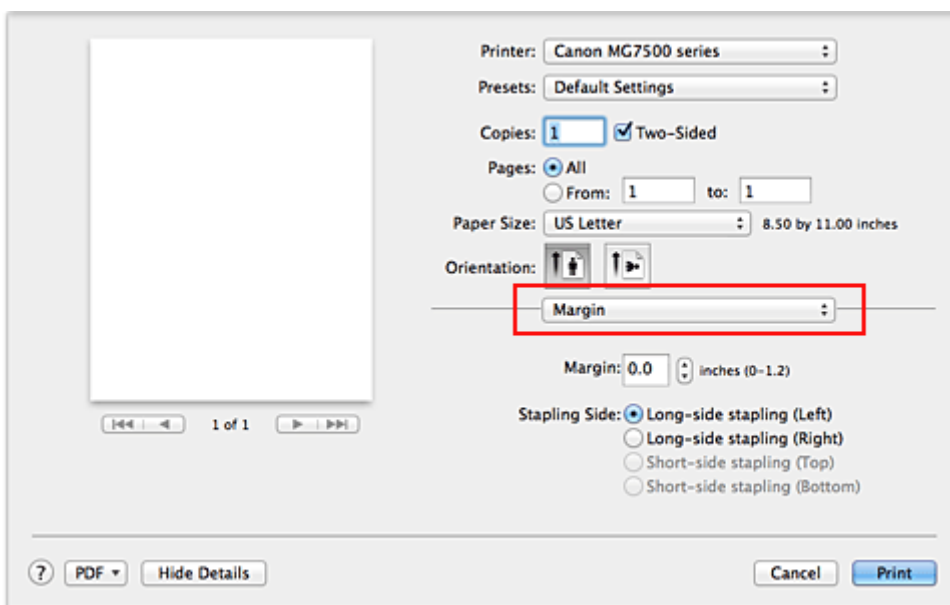 Printer: Canon MG7500 series
Presets: Default Settings
Copies: 1 Two-Sided
Pages: All
From: 1 to: 1
Paper Size: US Letter 8.50 by 11.00 inches
Orientation:
Margin
Margin: 0.0 inches (0-1.2)
1 of 1
Stapling Side: Long-side stapling (Left)
Long-side stapling (Right)
Short-side stapling (Top)
Short-side stapling (Bottom)
? PDF Hide Details Cancel Print